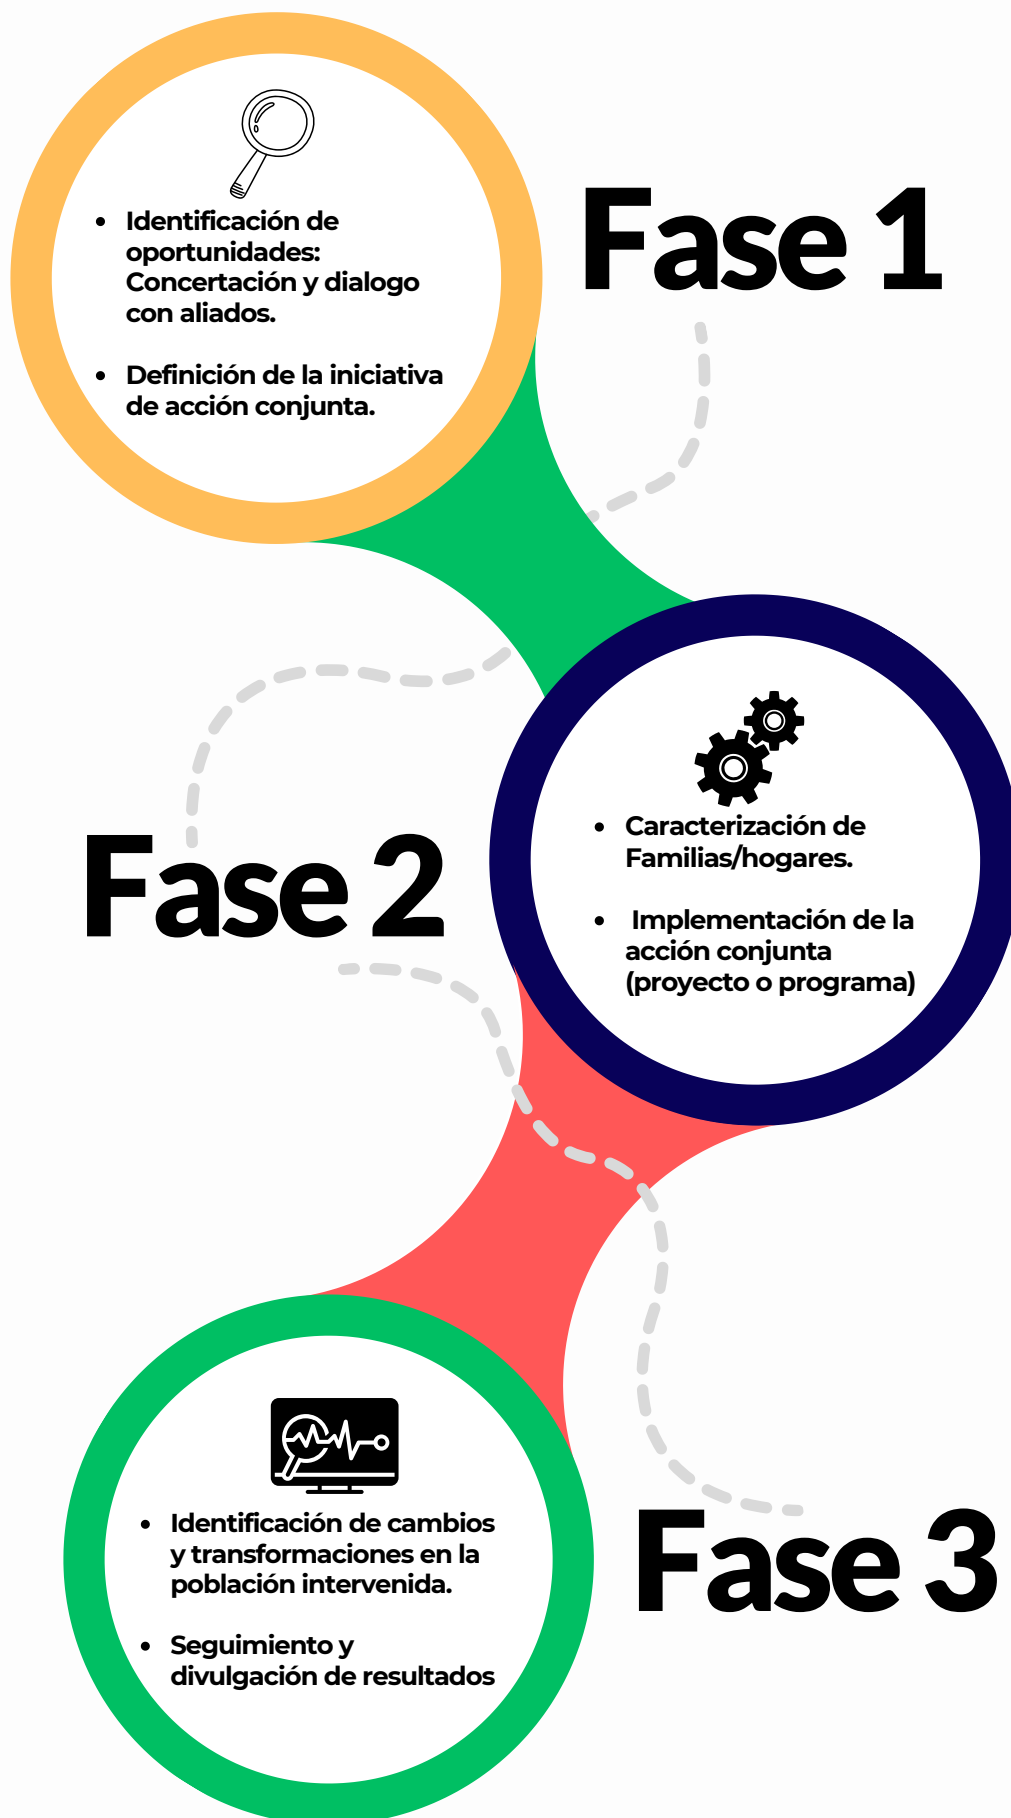 Fase 1
• Identificación de
oportunidades:
Concertación y dialogo
con aliados.
• Definición de la iniciativa
de acción conjunta.
Fase 2
• Caracterización de
Familias/hogares.
• Implementación de la
acción conjunta
(proyecto o programa)
Fase 3
• Identificación de cambios
y transformaciones en la
población intervenida.
• Seguimiento y
divulgación de resultados